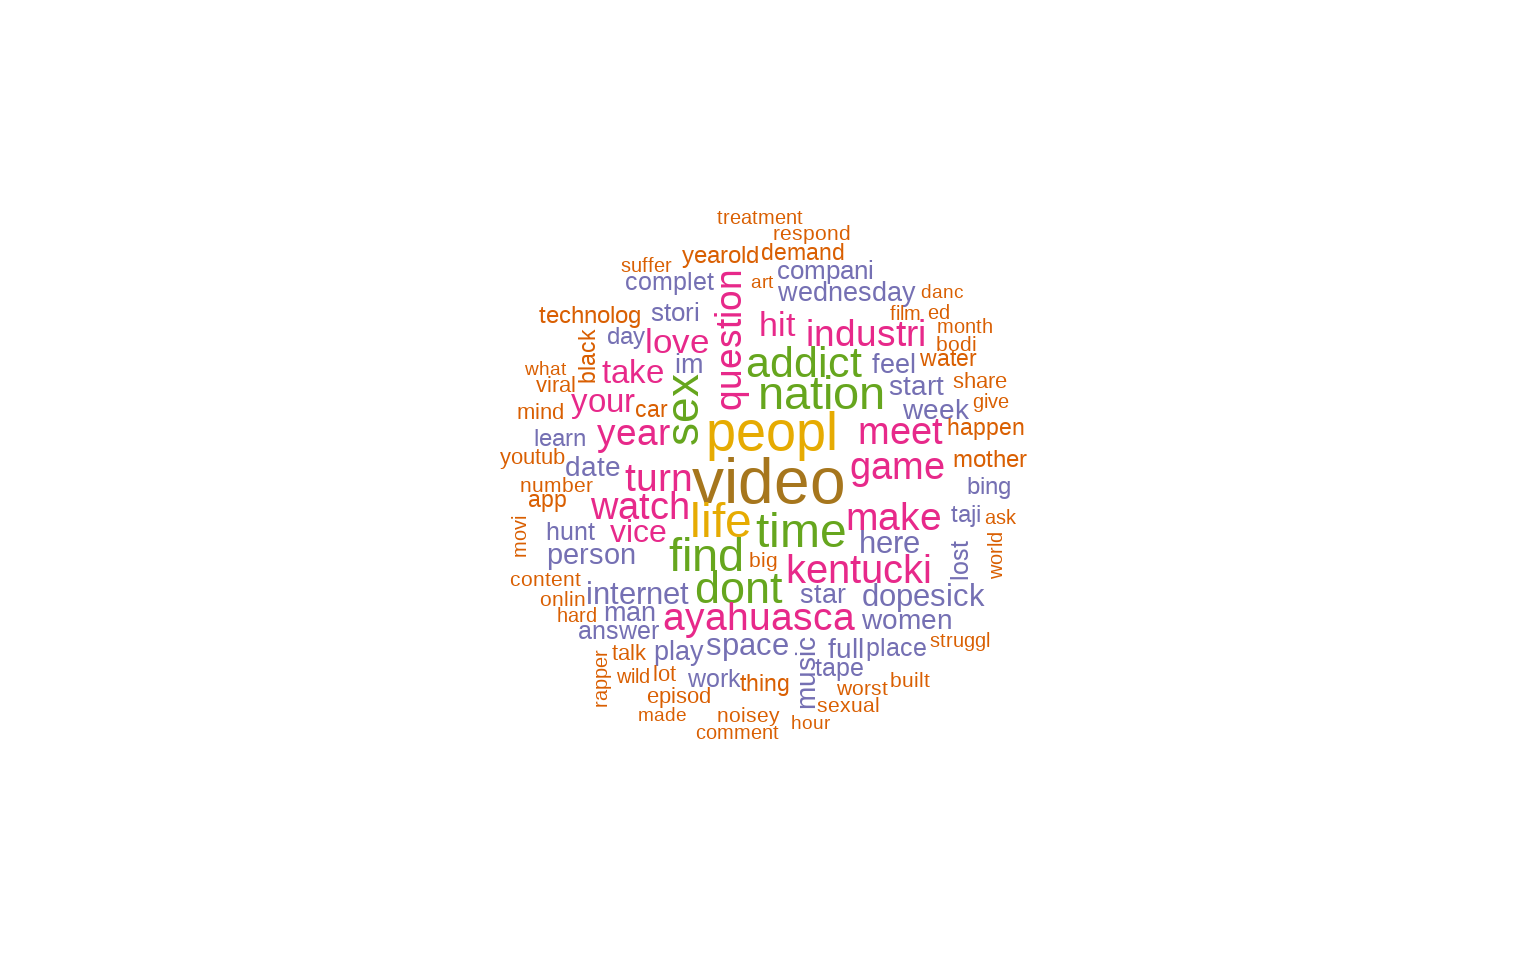 treatment
respond
yearold
demand
suffer
compani
complet
art
wednesday
danc
question
technolog
stori
film
ed
hit
month
industri
day
love
black
bodi
addict
im
feel
water
what
take
viral
nation
start
share
sex
your
car
week
give
mind
peopl
year
meet
happen
learn
youtub
date
video
game
mother
turn
number
bing
app
watch
life
make
taji
ask
movi
hunt
vice
time
here
lost
world
person
find
big
kentucki
content
internet
dont
star
dopesick
onlin
hard
man
ayahuasca
women
answer
space
struggl
rapper
talk
play
·
music
full
place
wild
lot
work
thing
tape
built
episod
worst
sexual
made
noisey
hour
comment